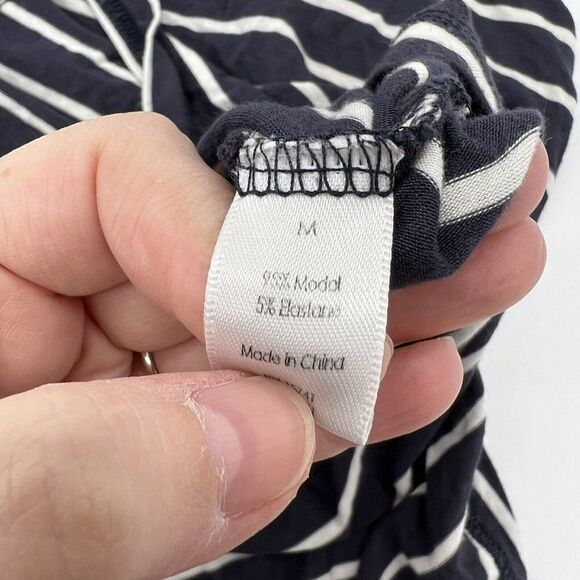 M
95% Modal
5% Elastane
Made in China